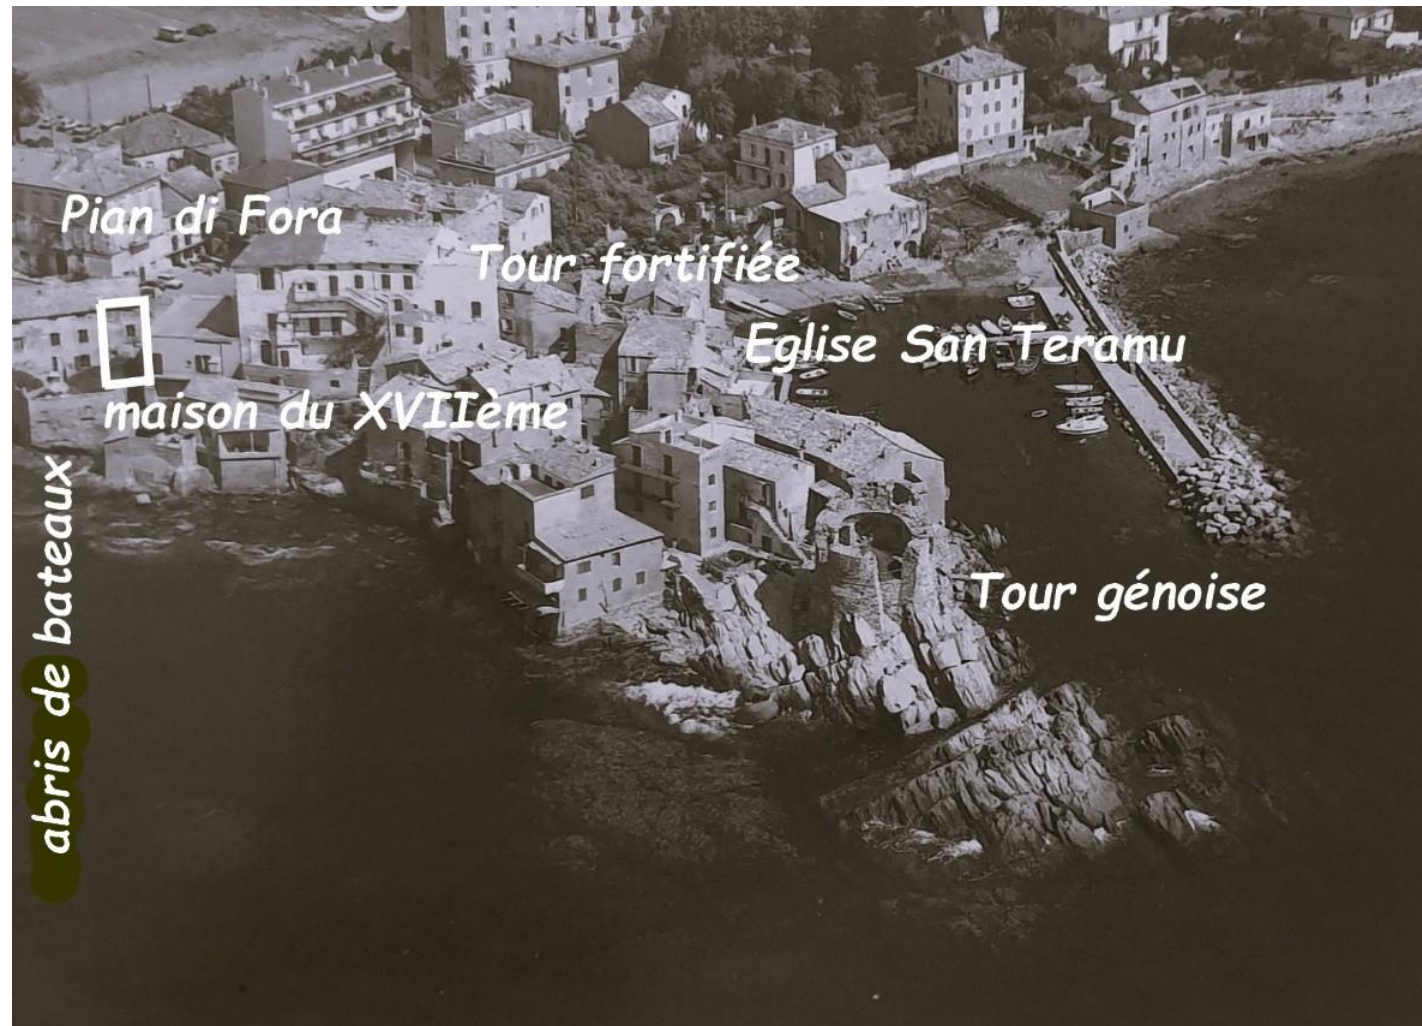 Pian di Fora
Tour fortifiée
Eglise San Teramu
maison du XVIIème
abris de bateaux
Tour génoise